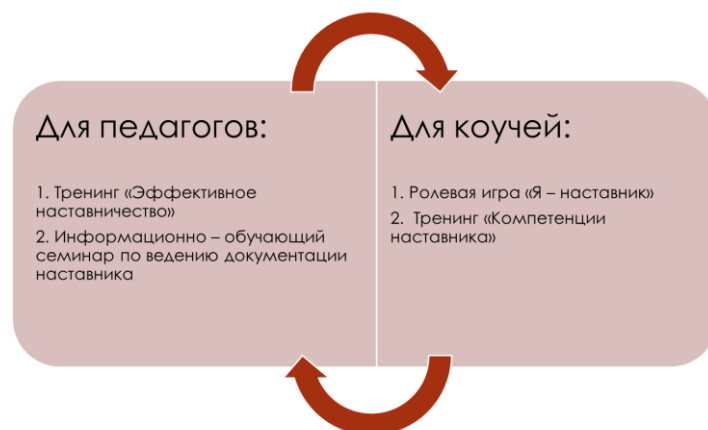 Для педагогов:
1. Тренинг «Эффективное
наставничество»
2. Информационно – обучающий
семинар по ведению документации
наставника
Для коучей:
1. Ролевая игра «Я – наставник»
2. Тренинг «Компетенции
наставника»